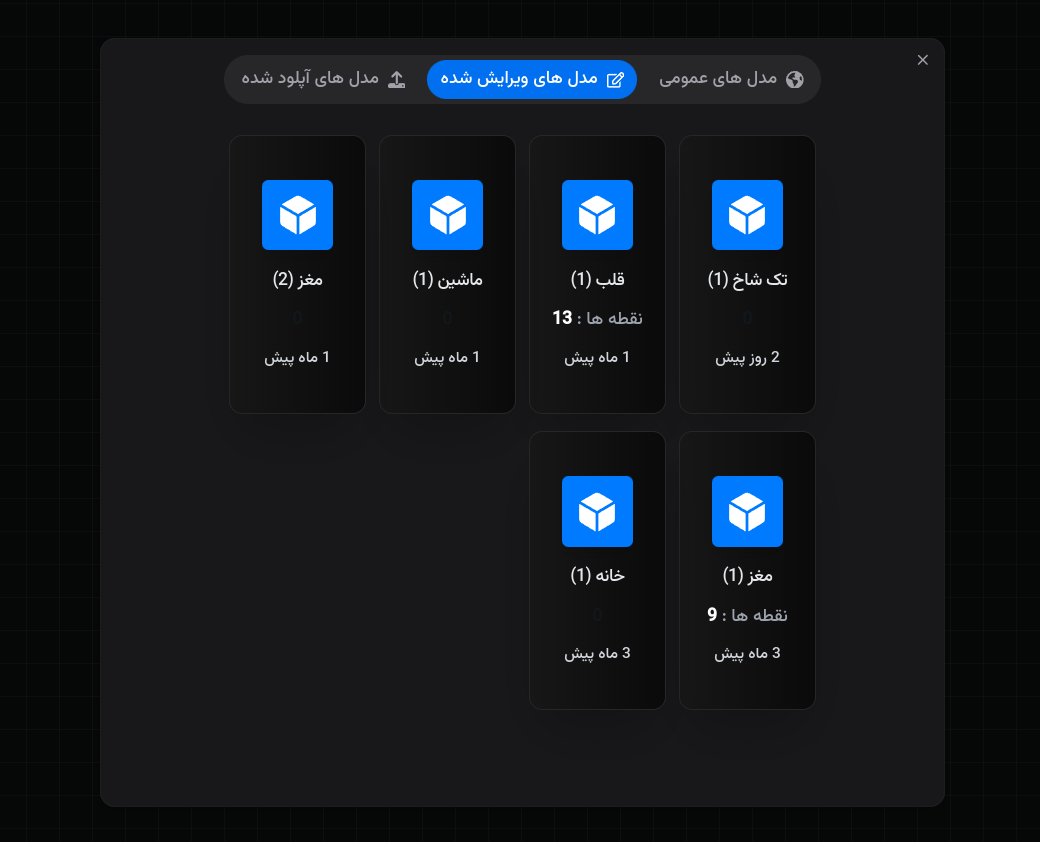 مدل های عمومی
مدل های ویرایش شده
مدل های آپلود شده
تک شاخ (1)
0
2 روز پیش
قلب (1)
نقطه ها : 13
1 ماه پیش
ماشین (1)
0
1 ماه پیش
مغز (2)
0
1 ماه پیش
مغز (1)
نقطه ها : 9
3 ماه پیش
خانه (1)
0
3 ماه پیش